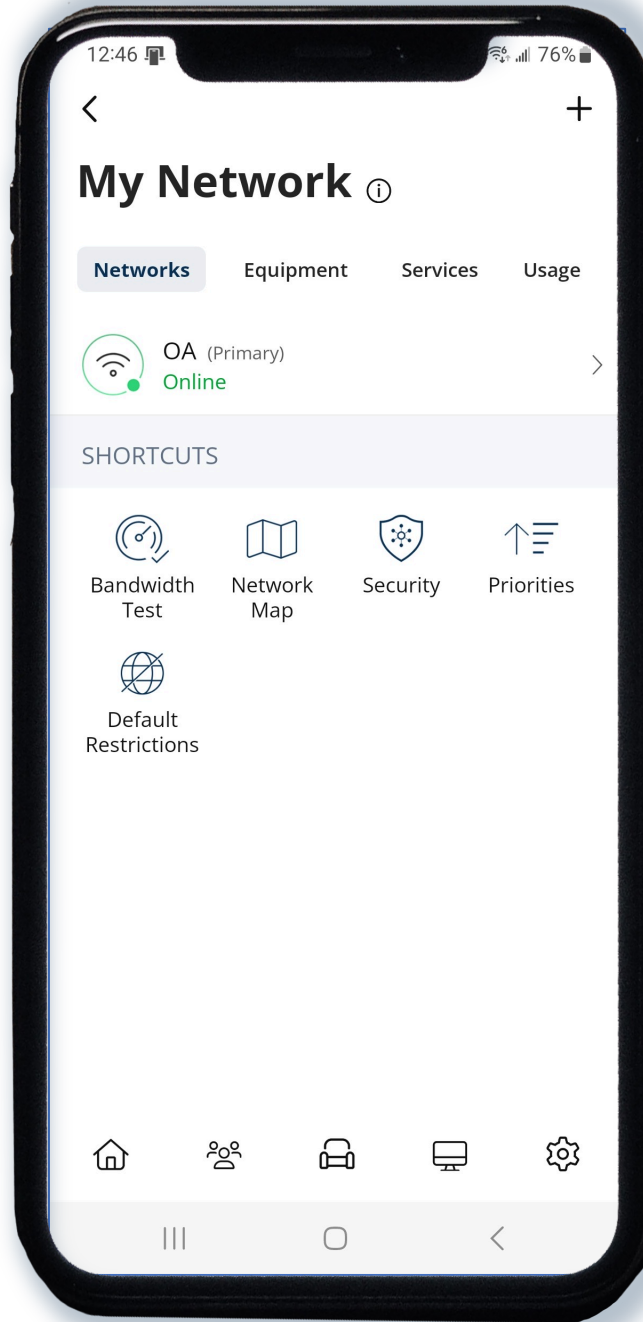 12:46
76%
My Network
Networks Equipment Services Usage
OA (Primary)
Online
SHORTCUTS
Bandwidth Network Security Priorities
Test Map
Default
Restrictions